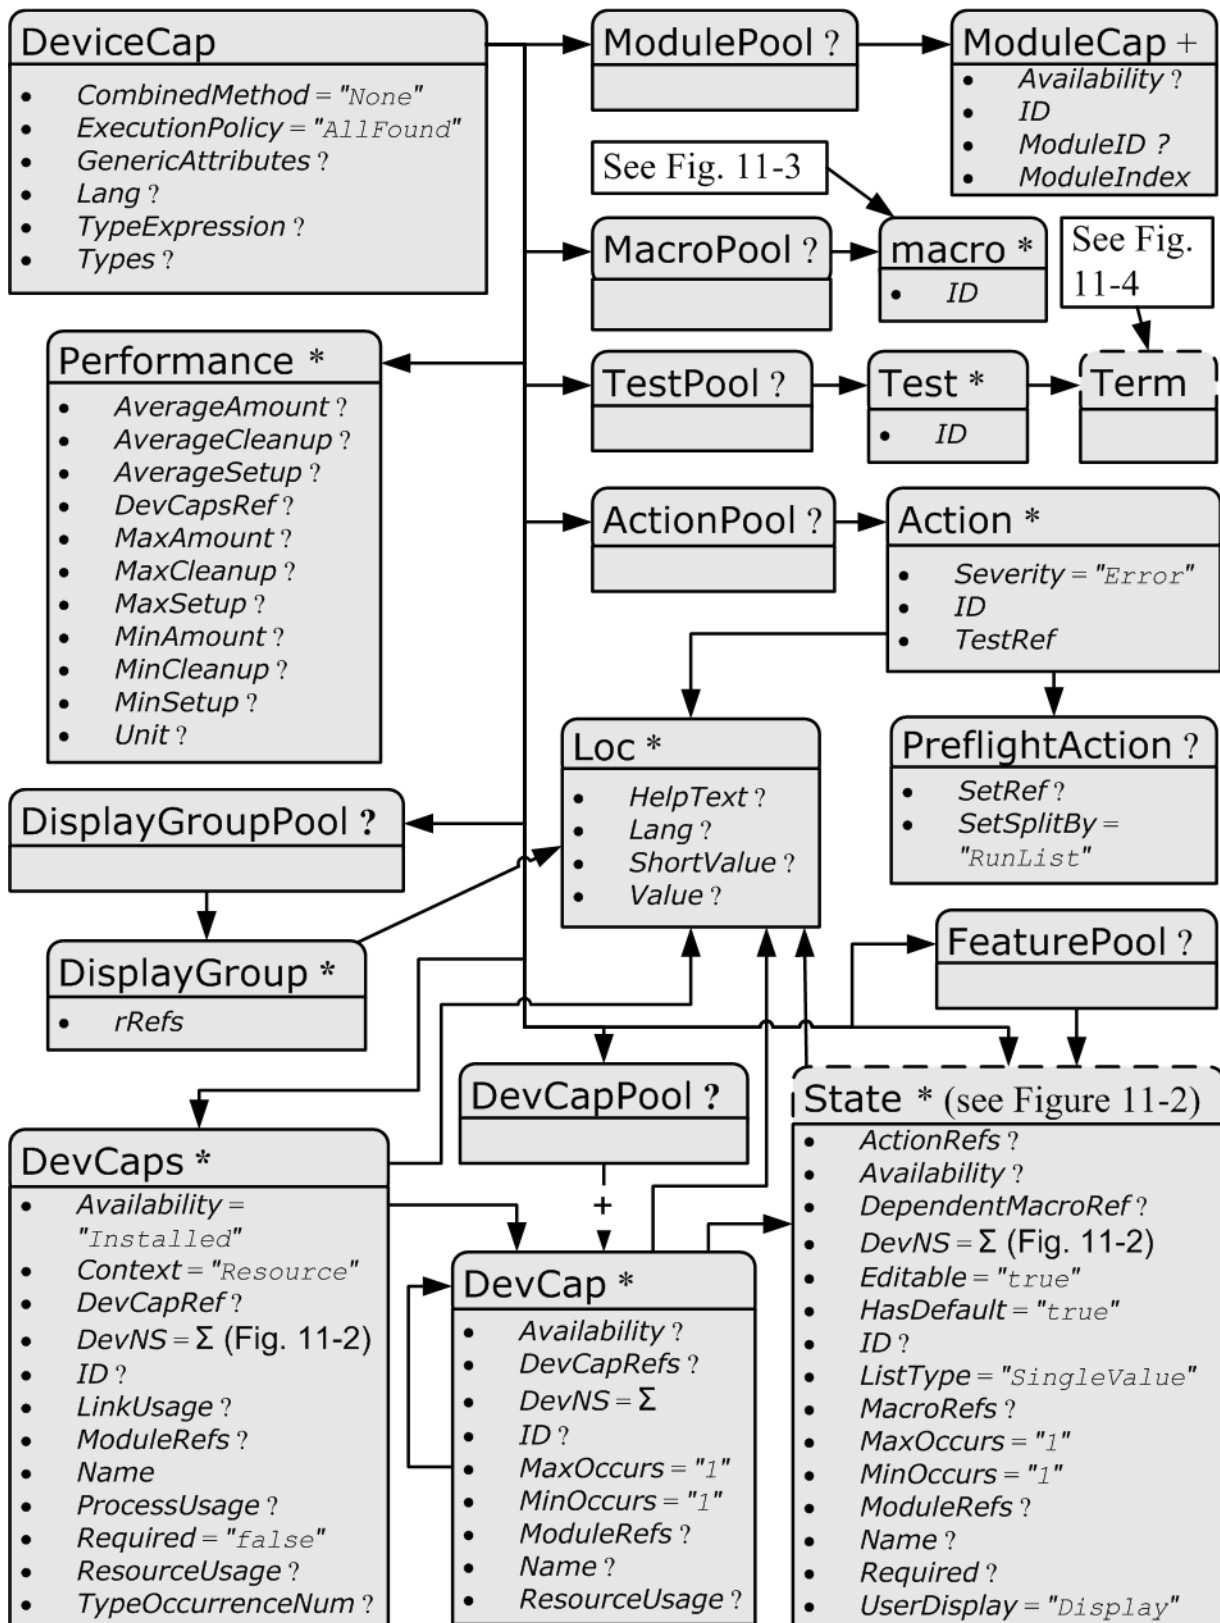 DeviceCap
• CombinedMethod = "None"
• ExecutionPolicy = "AllFound"
• GenericAttributes ?
• Lang ?
• TypeExpression ?
• Types ?
ModulePool ?
ModuleCap +
• Availability ?
• ID
• ModuleID ?
• ModuleIndex
See Fig. 11-3
MacroPool ?
macro *
• ID
See Fig.
11-4
Performance *
• AverageAmount ?
• AverageCleanup ?
• AverageSetup ?
• DevCapsRef ?
• MaxAmount ?
• MaxCleanup ?
• MaxSetup ?
• MinAmount ?
• MinCleanup ?
• MinSetup ?
• Unit ?
TestPool ?
Test *
• ID
Term
ActionPool ?
Action *
• Severity = "Error"
• ID
• TestRef
Loc *
• HelpText ?
• Lang ?
• ShortValue ?
• Value ?
PreflightAction ?
• SetRef ?
• SetSplitBy =
"RunList"
DisplayGroupPool ?
DisplayGroup *
• rRefs
FeaturePool ?
DevCapPool ?
+
State * (see Figure 11-2)
• ActionRefs ?
• Availability ?
• DependentMacroRef ?
• DevNS = Σ (Fig. 11-2)
• Editable = "true"
• HasDefault = "true"
• ID ?
• ListType = "SingleValue"
• MacroRefs ?
• MaxOccurs = "1"
• MinOccurs = "1"
• ModuleRefs ?
• Name ?
• Required ?
• UserDisplay = "Display"
DevCaps *
• Availability =
"Installed"
• Context = "Resource"
• DevCapRef ?
• DevNS = Σ (Fig. 11-2)
• ID ?
• LinkUsage ?
• ModuleRefs ?
• Name
• ProcessUsage ?
• Required = "false"
• ResourceUsage ?
• TypeOccurrenceNum ?
DevCap *
• Availability ?
• DevCapRefs ?
• DevNS = Σ
• ID ?
• MaxOccurs = "1"
• MinOccurs = "1"
• ModuleRefs ?
• Name ?
• ResourceUsage ?